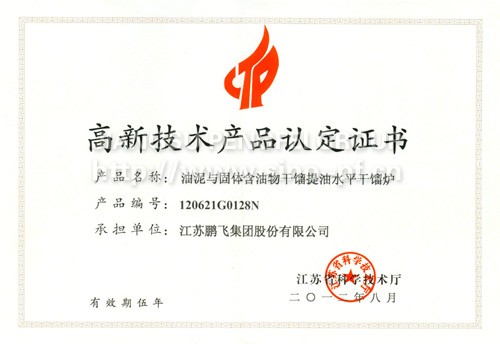 高新技术产品认定证书
产品名称：油泥与固体含油物干馏提油水平干馏炉
产品编号：120621G0128N
承担单位：江苏鹏飞集团股份有限公司
江苏省科学技术厅
二〇一二年八月
有效期伍年